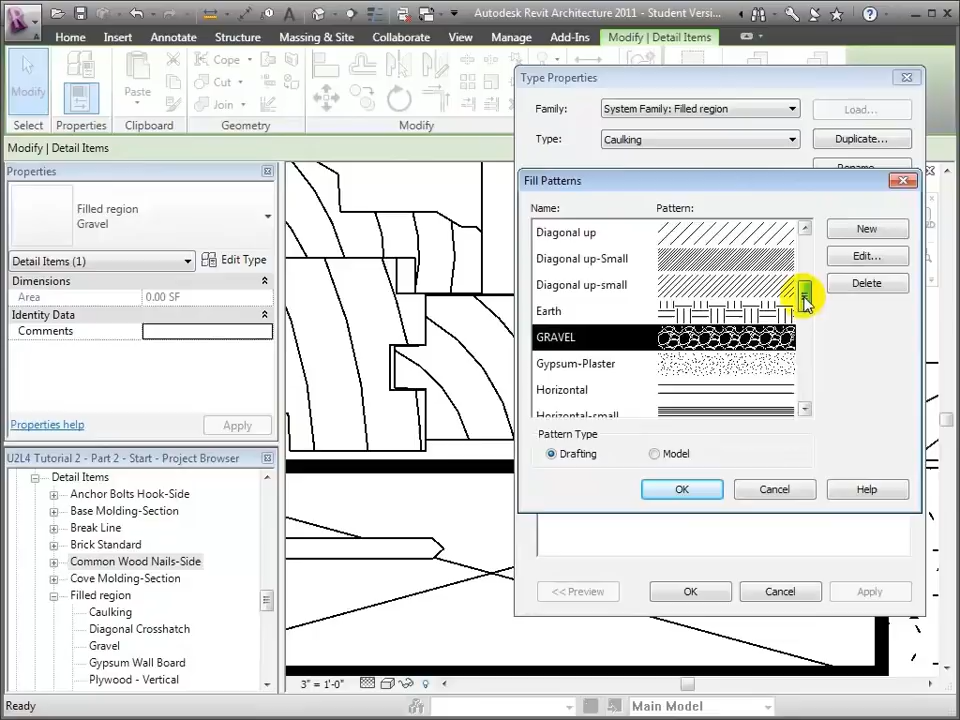 Autodesk Revit Architecture 2011 - Student Versi...
Home Insert Annotate Structure Massing & Site Collaborate View Manage Add-Ins Modify | Detail Items
Modify
Paste
Cope
Cut
Join
Select Properties Clipboard Geometry Modify
Modify | Detail Items
Properties
Filled region
Gravel
Detail Items (1)
Edit Type
Dimensions
Area 0.00 SF
Identity Data
Comments
Properties help
Apply
U2L4 Tutorial 2 - Part 2 - Start - Project Browser
Detail Items
Anchor Bolts Hook-Side
Base Molding-Section
Break Line
Brick Standard
Common Wood Nails-Side
Cove Molding-Section
Filled region
Caulking
Diagonal Crosshatch
Gravel
Gypsum Wall Board
Plywood - Vertical
Type Properties
Family: System Family: Filled region Load...
Type: Caulking Duplicate...
Rename...
Fill Patterns
Name: Pattern:
Diagonal up
Diagonal up-Small
Diagonal up-small
Earth
GRAVEL
Gypsum-Plaster
Horizontal
Horizontal-small
New
Edit...
Delete
Pattern Type
Drafting Model
OK Cancel Help
<< Preview OK Cancel Apply
3" = 1'-0"
Ready
Main Model